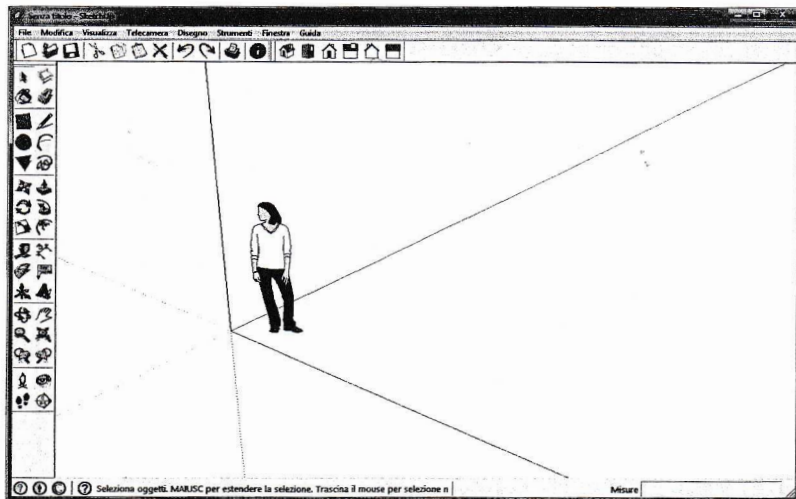 File Modifica Visualizza Telecamera Disegno Strumenti Finestra Guida
Seleziona oggetti. MAIUSC per estendere la selezione. Trascina il mouse per selezione n
Misure